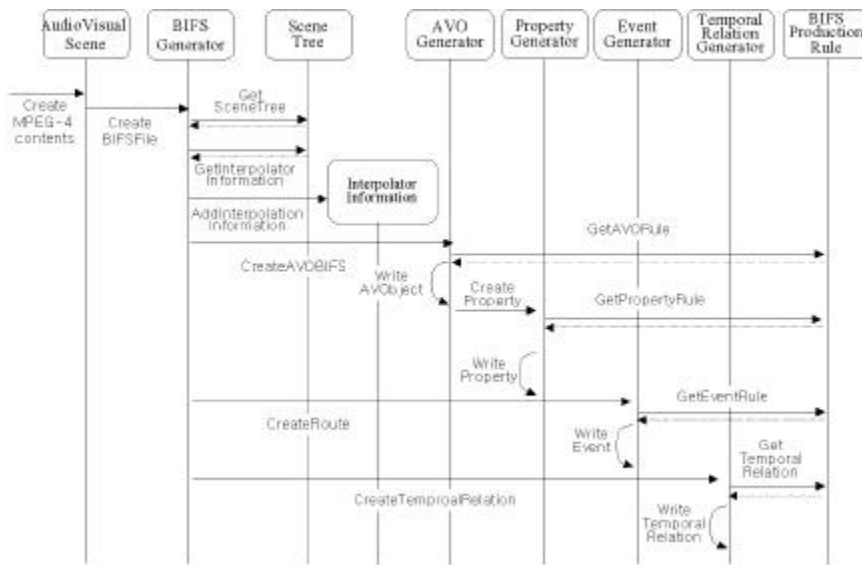 AudioVisual
Scene
BIFS
Generator
Scene
Tree
AVO
Generator
Property
Generator
Event
Generator
Temporal
Relation
Generator
BIFS
Production
Rule
Create
MPEG-4
contents
Create
BIFSFile
Get
SceneTree
GetInterpolator
Information
Interpolator
Information
AddInterpolation
Information
GetAVORule
CreateAVOBIFS
Write
AVObject
Create
Property
GetPropertyRule
Write
Property
GetEventRule
CreateRoute
Write
Event
Get
Temporal
Relation
CreateTemproalRelation
Write
Temporal
Relation